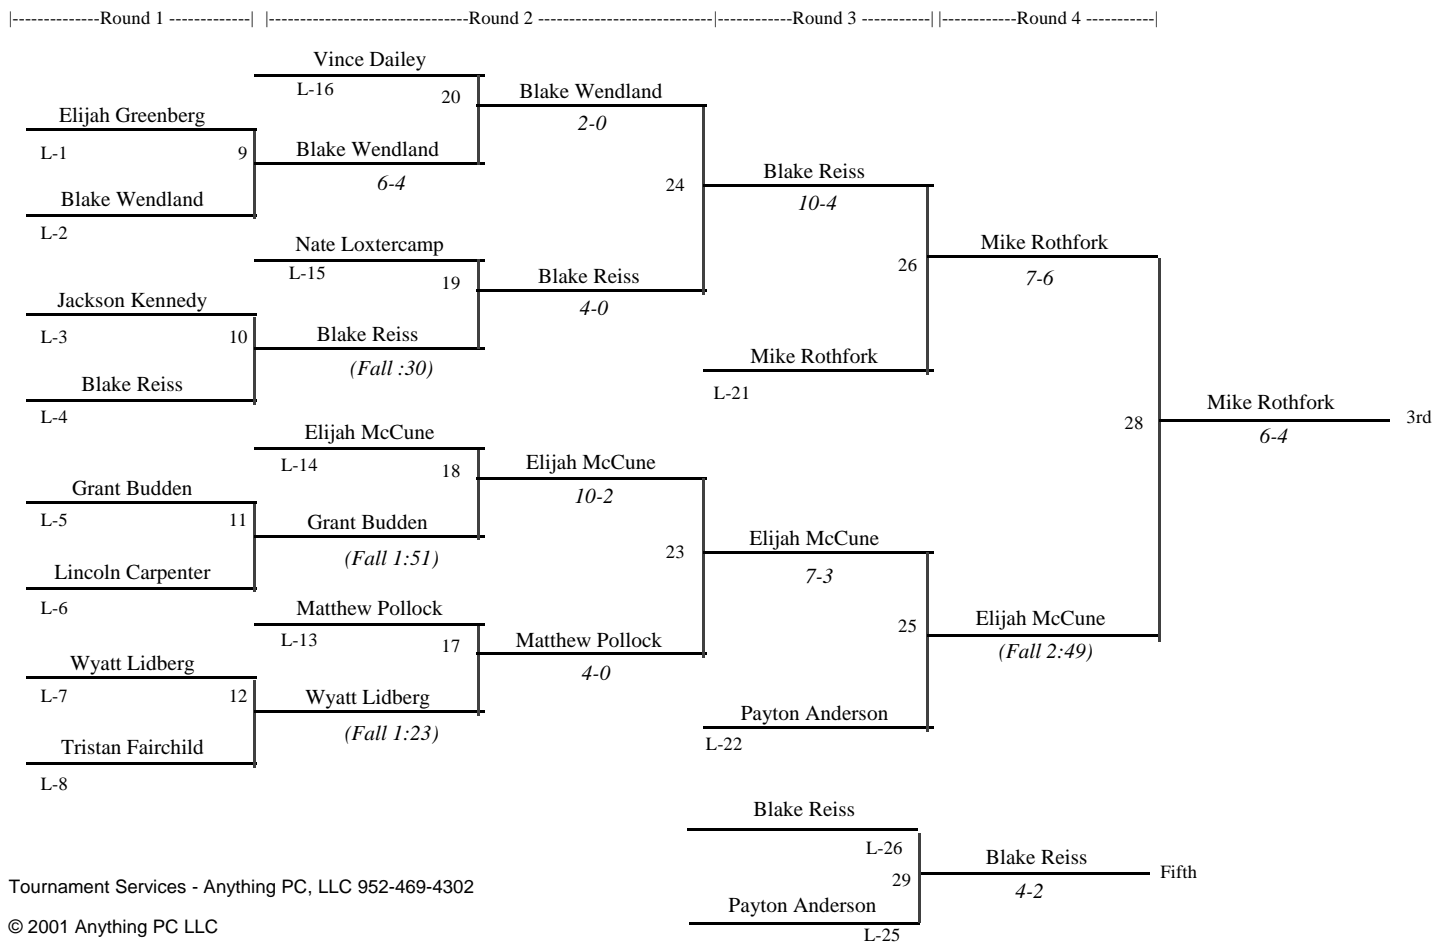 |--------------Round 1 -------------|
|--------------------------------Round 2 ----------------------------|
|------------Round 3 -----------|
|------------Round 4 -----------|
Vince Dailey
L-16
20
Blake Wendland
2-0
Elijah Greenberg
L-1
9
Blake Wendland
6-4
Blake Wendland
L-2
24
Blake Reiss
10-4
Nate Loxtercamp
L-15
19
Blake Reiss
4-0
26
Mike Rothfork
7-6
Jackson Kennedy
L-3
10
Blake Reiss
(Fall :30)
Blake Reiss
L-4
Mike Rothfork
L-21
28
Mike Rothfork
6-4
3rd
Elijah McCune
L-14
18
Elijah McCune
10-2
Grant Budden
L-5
11
Grant Budden
(Fall 1:51)
Lincoln Carpenter
L-6
23
Elijah McCune
7-3
Matthew Pollock
L-13
17
Matthew Pollock
4-0
25
Elijah McCune
(Fall 2:49)
Wyatt Lidberg
L-7
12
Wyatt Lidberg
(Fall 1:23)
Tristan Fairchild
L-8
Payton Anderson
L-22
Blake Reiss
L-26
29
Blake Reiss
4-2
Fifth
Payton Anderson
L-25
Tournament Services - Anything PC, LLC 952-469-4302
© 2001 Anything PC LLC